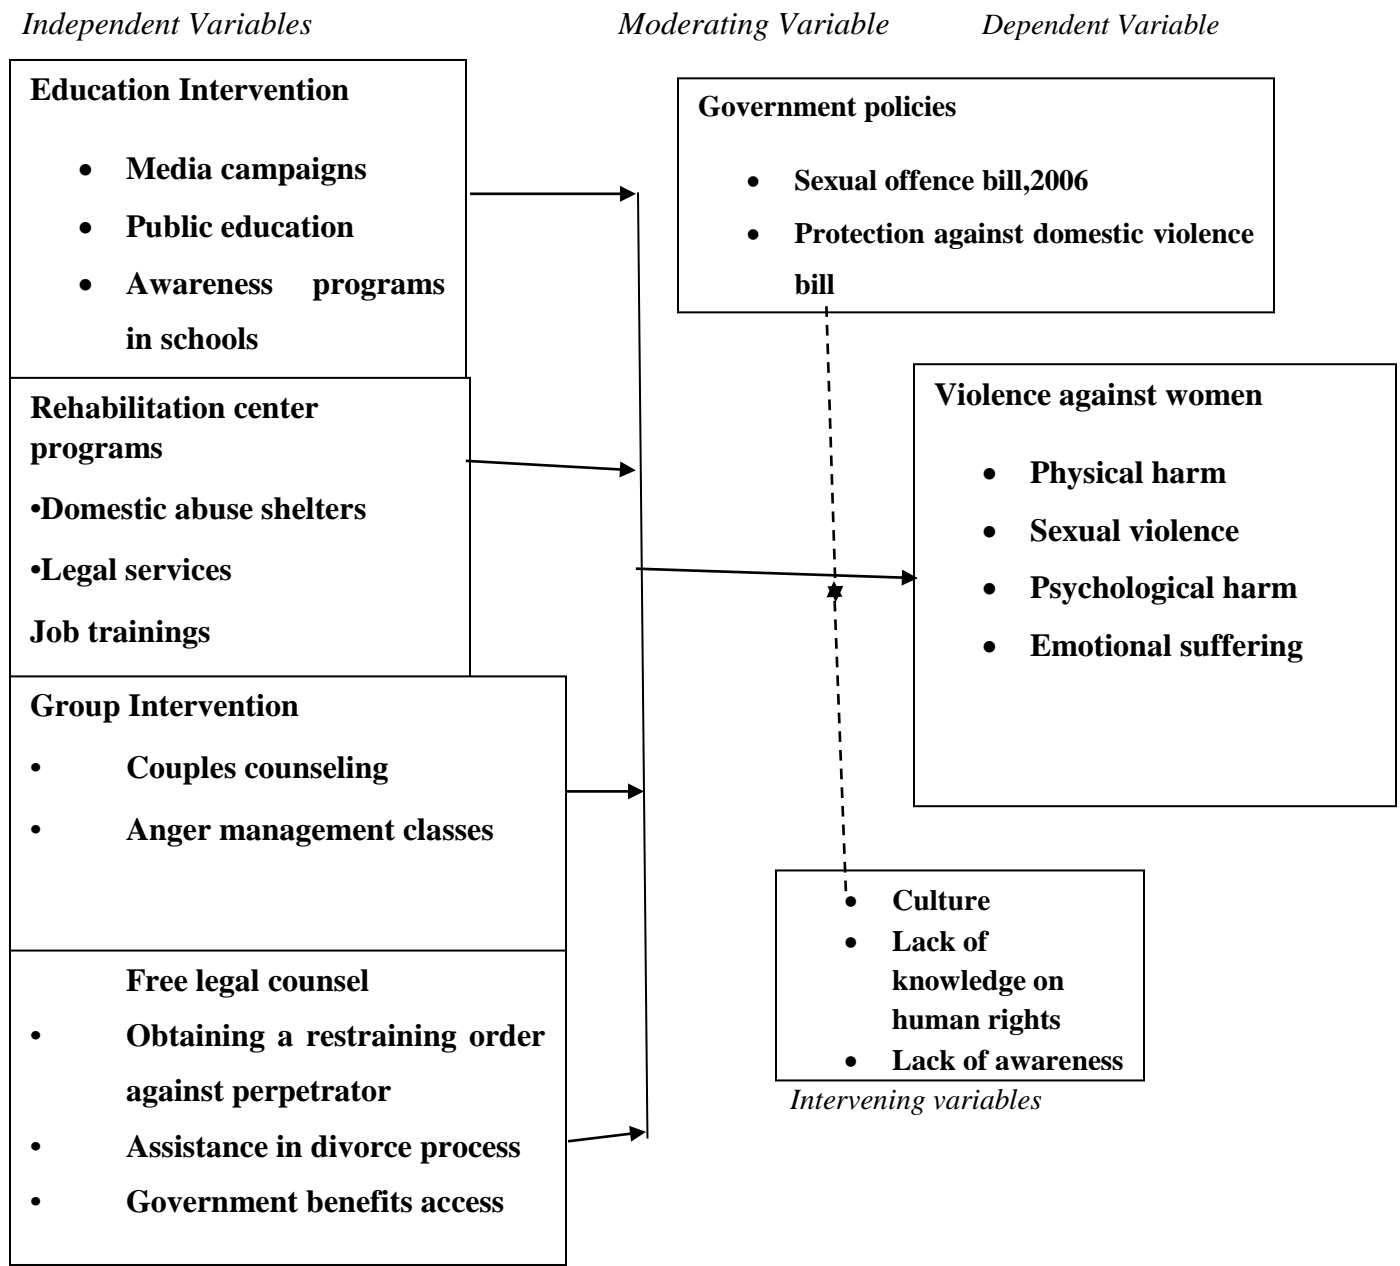 Independent Variables
Moderating Variable
Dependent Variable
Education Intervention
• Media campaigns
• Public education
• Awareness programs
in schools
Rehabilitation center
programs
•Domestic abuse shelters
•Legal services
Job trainings
Group Intervention
• Couples counseling
• Anger management classes
Free legal counsel
• Obtaining a restraining order
against perpetrator
• Assistance in divorce process
• Government benefits access
Government policies
• Sexual offence bill,2006
• Protection against domestic violence
bill
Violence against women
• Physical harm
• Sexual violence
• Psychological harm
• Emotional suffering
• Culture
• Lack of
knowledge on
human rights
• Lack of awareness
Intervening variables